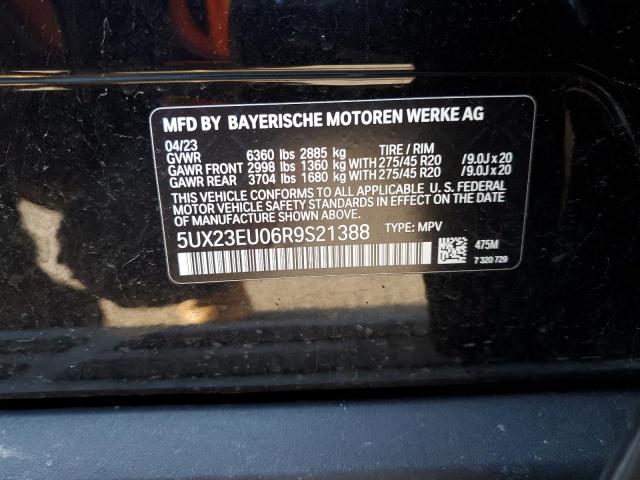 MFD BY BAYERISCHE MOTOREN WERKE AG
04/23
GVWR 6360 lbs 2885 kg TIRE / RIM
GAWR FRONT 2998 lbs 1360 kg WITH 275/45 R20 /9.0J x 20
GAWR REAR 3704 lbs 1680 kg WITH 275/45 R20 /9.0J x 20
THIS VEHICLE CONFORMS TO ALL APPLICABLE U. S. FEDERAL
MOTOR VEHICLE SAFETY STANDARDS IN EFFECT ON THE DATE
OF MANUFACTURE SHOWN ABOVE.
5UX23EU06R9S21388 TYPE: MPV
475M
7 320 729